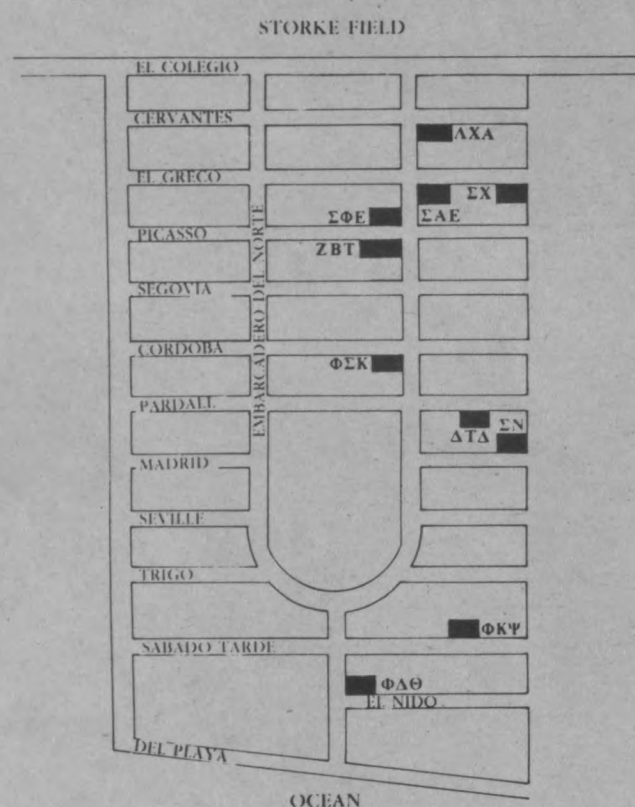 STORKE FIELD
EL COLEGIO
CERVANTES
ΛΧΑ
EL GRECO
ΣΧ
ΣΑΕ
ΣΦΕ
PICASSO
ΖΒΤ
EMBARCADERO DEL NORTE
SEGOVIA
CORDOBA
ΦΣΚ
PARDALL
ΣΝ
ΔΤΔ
MADRID
SEVILLE
TRIGO
ΦΚΨ
SABADO TARDE
ΦΔΘ
EL NIDO
DEL PLAYA
OCEAN